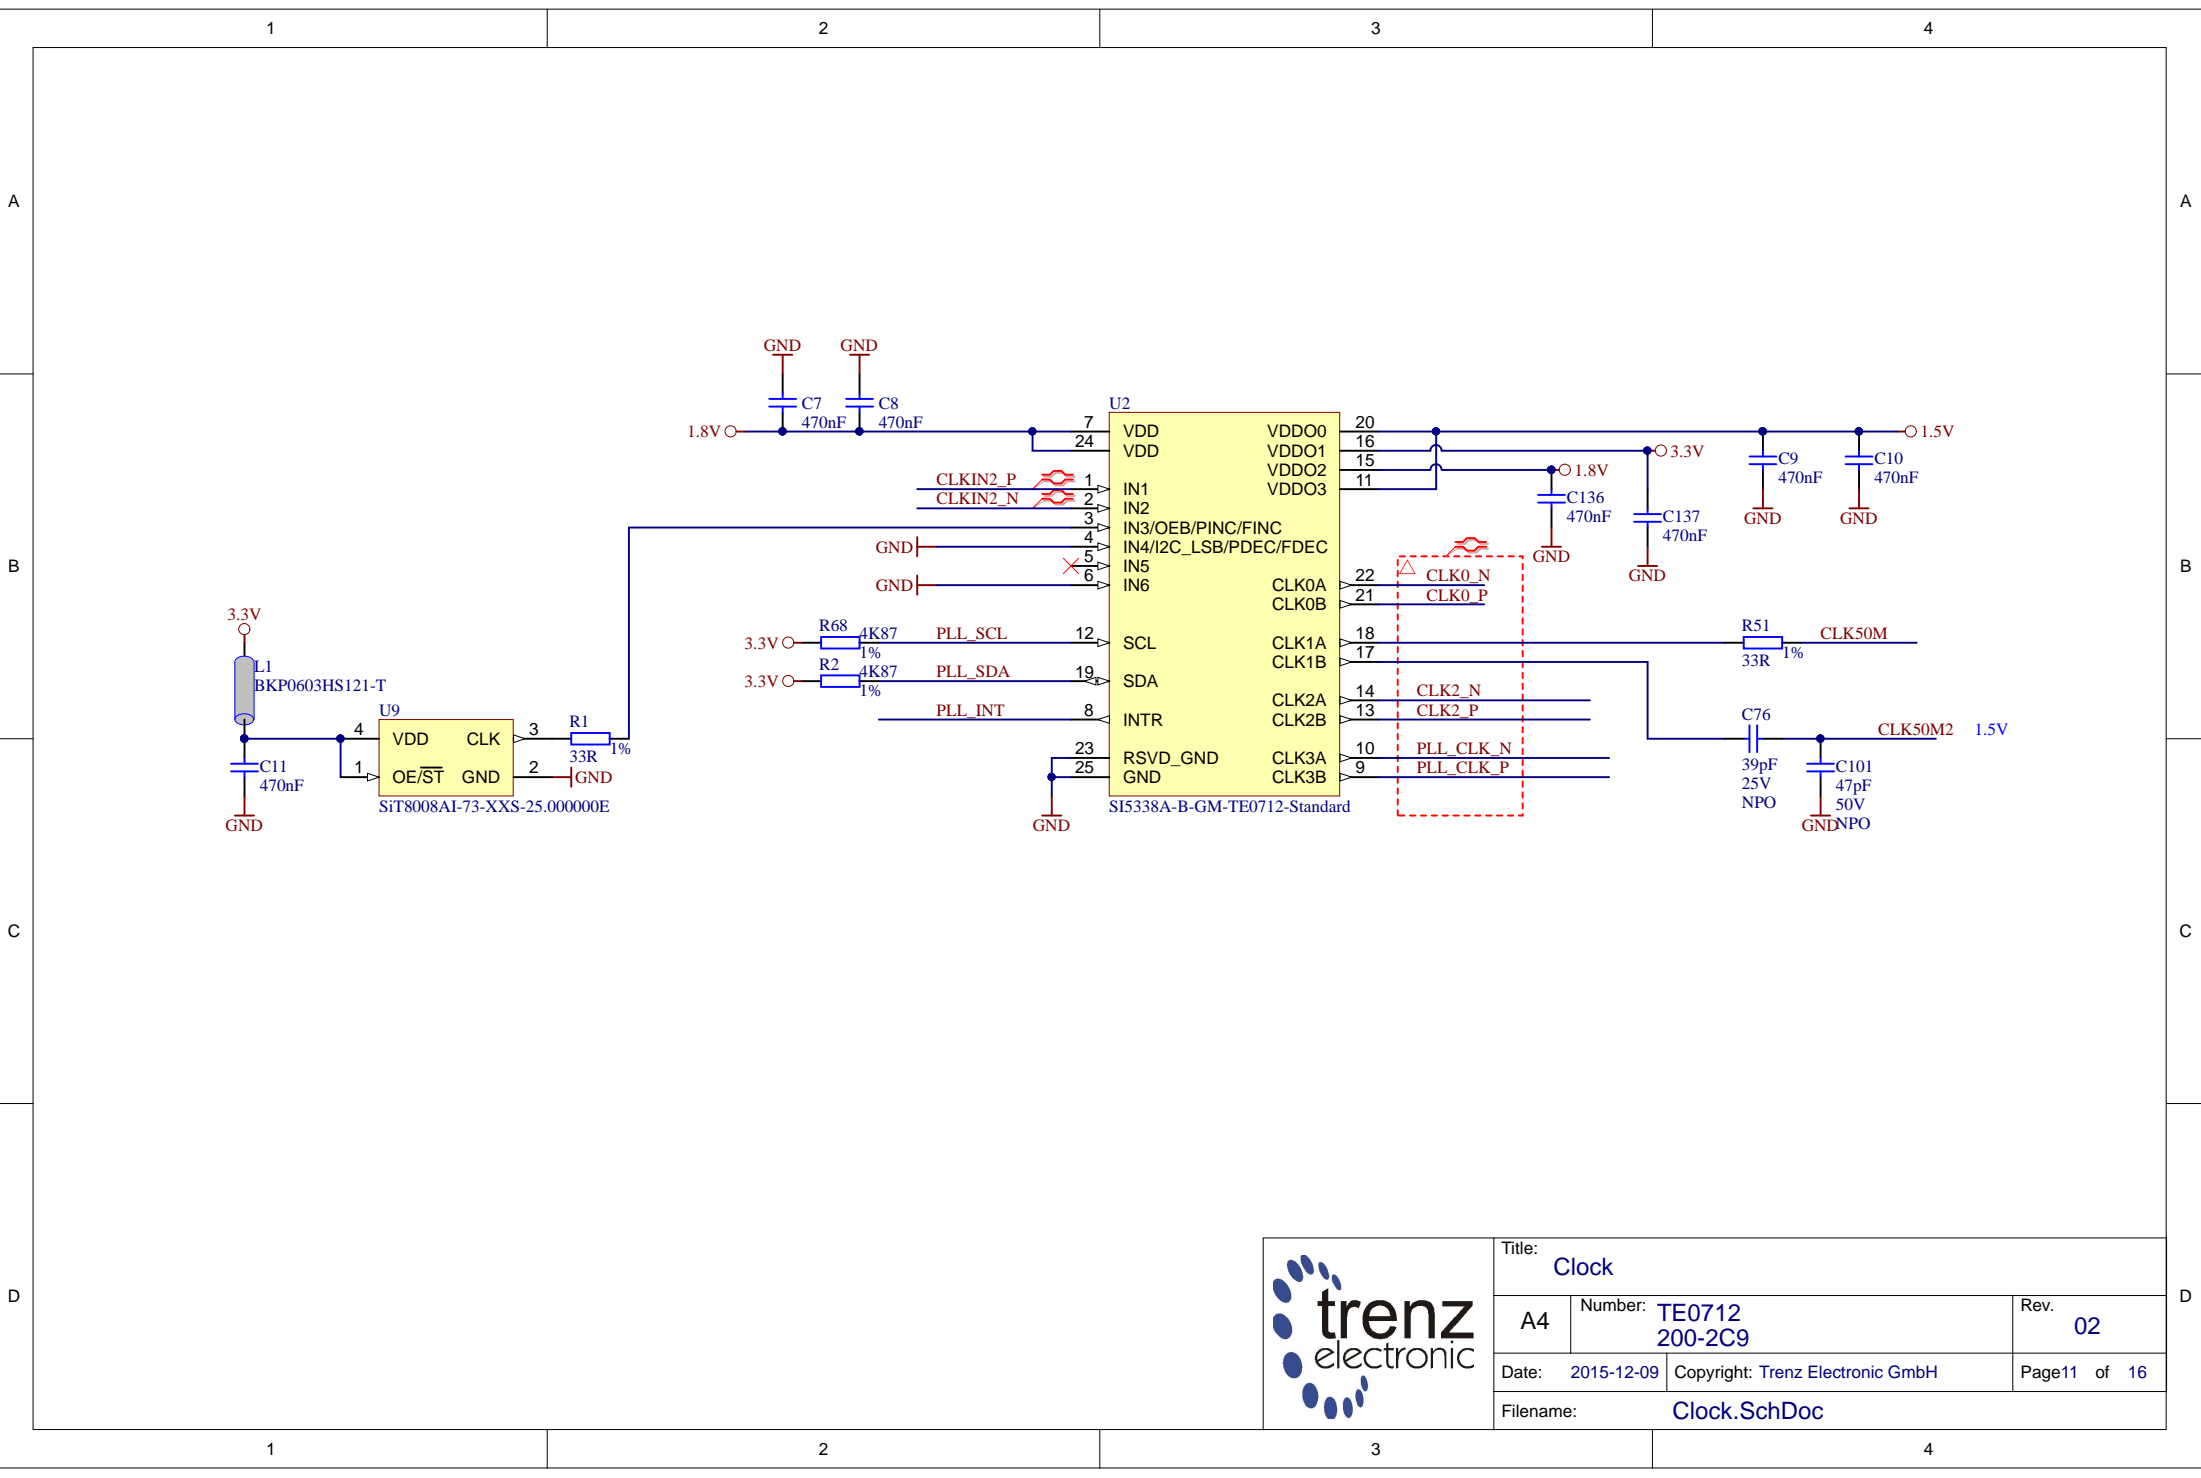 1 2 3 4
A A
GND GND
C7 C8
470nF 470nF
U2
1.8V 7 VDD VDDO0 20 1.5V
24 VDD VDDO1 16 3.3V
VDDO2 15 1.8V
C9 C10
470nF 470nF
CLKIN2_P 1 IN1 VDDO3 11
CLKIN2_N 2 IN2
C136
470nF
C137
470nF
GND GND
3 IN3/OEB/PINC/FINC
GND 4 IN4/I2C_LSB/PDEC/FDEC
GND
B 5 IN5 B
GND
GND 6 IN6 CLK0A 22 CLK0_N
CLK0B 21 CLK0_P
3.3V
R68 4K87
3.3V 1% PLL_SCL 12 SCL CLK1A 18 R51 33R 1% CLK50M
CLK1B 17
L1
BKP0603HS121-T
R2 4K87
3.3V 1% PLL_SDA 19 SDA
CLK2A 14 CLK2_N
PLL_INT 8 INTR CLK2B 13 CLK2_P
U9
4 VDD CLK 3 R1 33R 1%
C76
39pF
25V
NPO
CLK50M2 1.5V
23 RSVD_GND CLK3A 10 PLL_CLK_N
C11
470nF
1 OE/ST GND 2 GND
25 GND CLK3B 9 PLL_CLK_P
C101
47pF
50V
NPO
SiT8008AI-73-XXS-25.000000E
SI5338A-B-GM-TE0712-Standard
GND GND GND
C C
D D
trenz
electronic
Title:
Clock
A4 Number: TE0712
200-2C9
Rev.
02
Date: 2015-12-09 Copyright: Trenz Electronic GmbH Page11 of 16
Filename: Clock.SchDoc
1 2 3 4